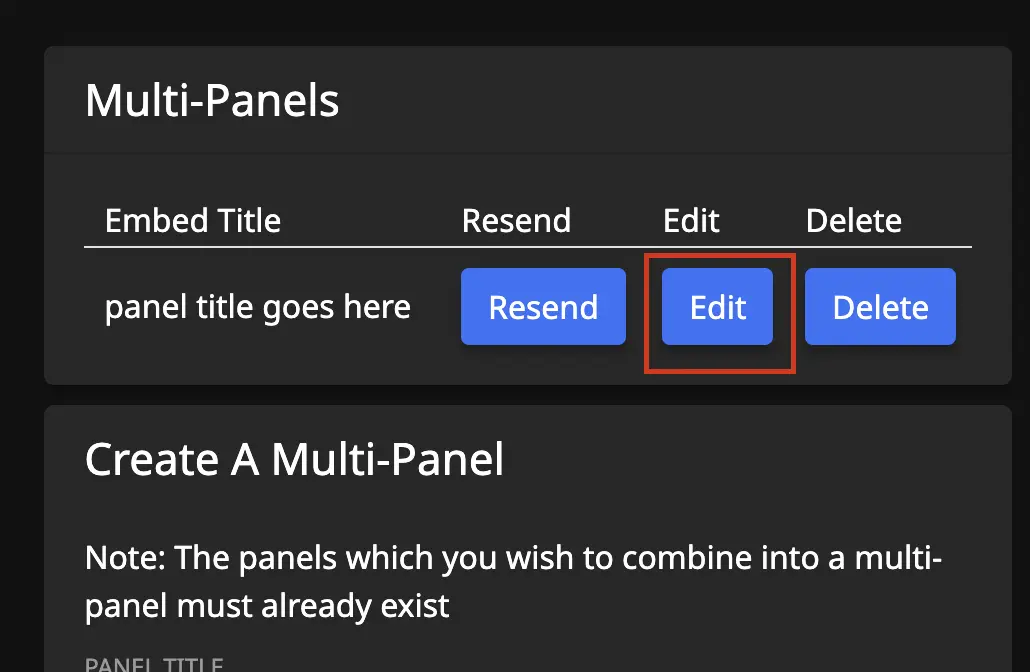 Multi-Panels
Embed Title Resend Edit Delete
panel title goes here Resend Edit Delete
Create A Multi-Panel
Note: The panels which you wish to combine into a multi-
panel must already exist
PANEL TITLE